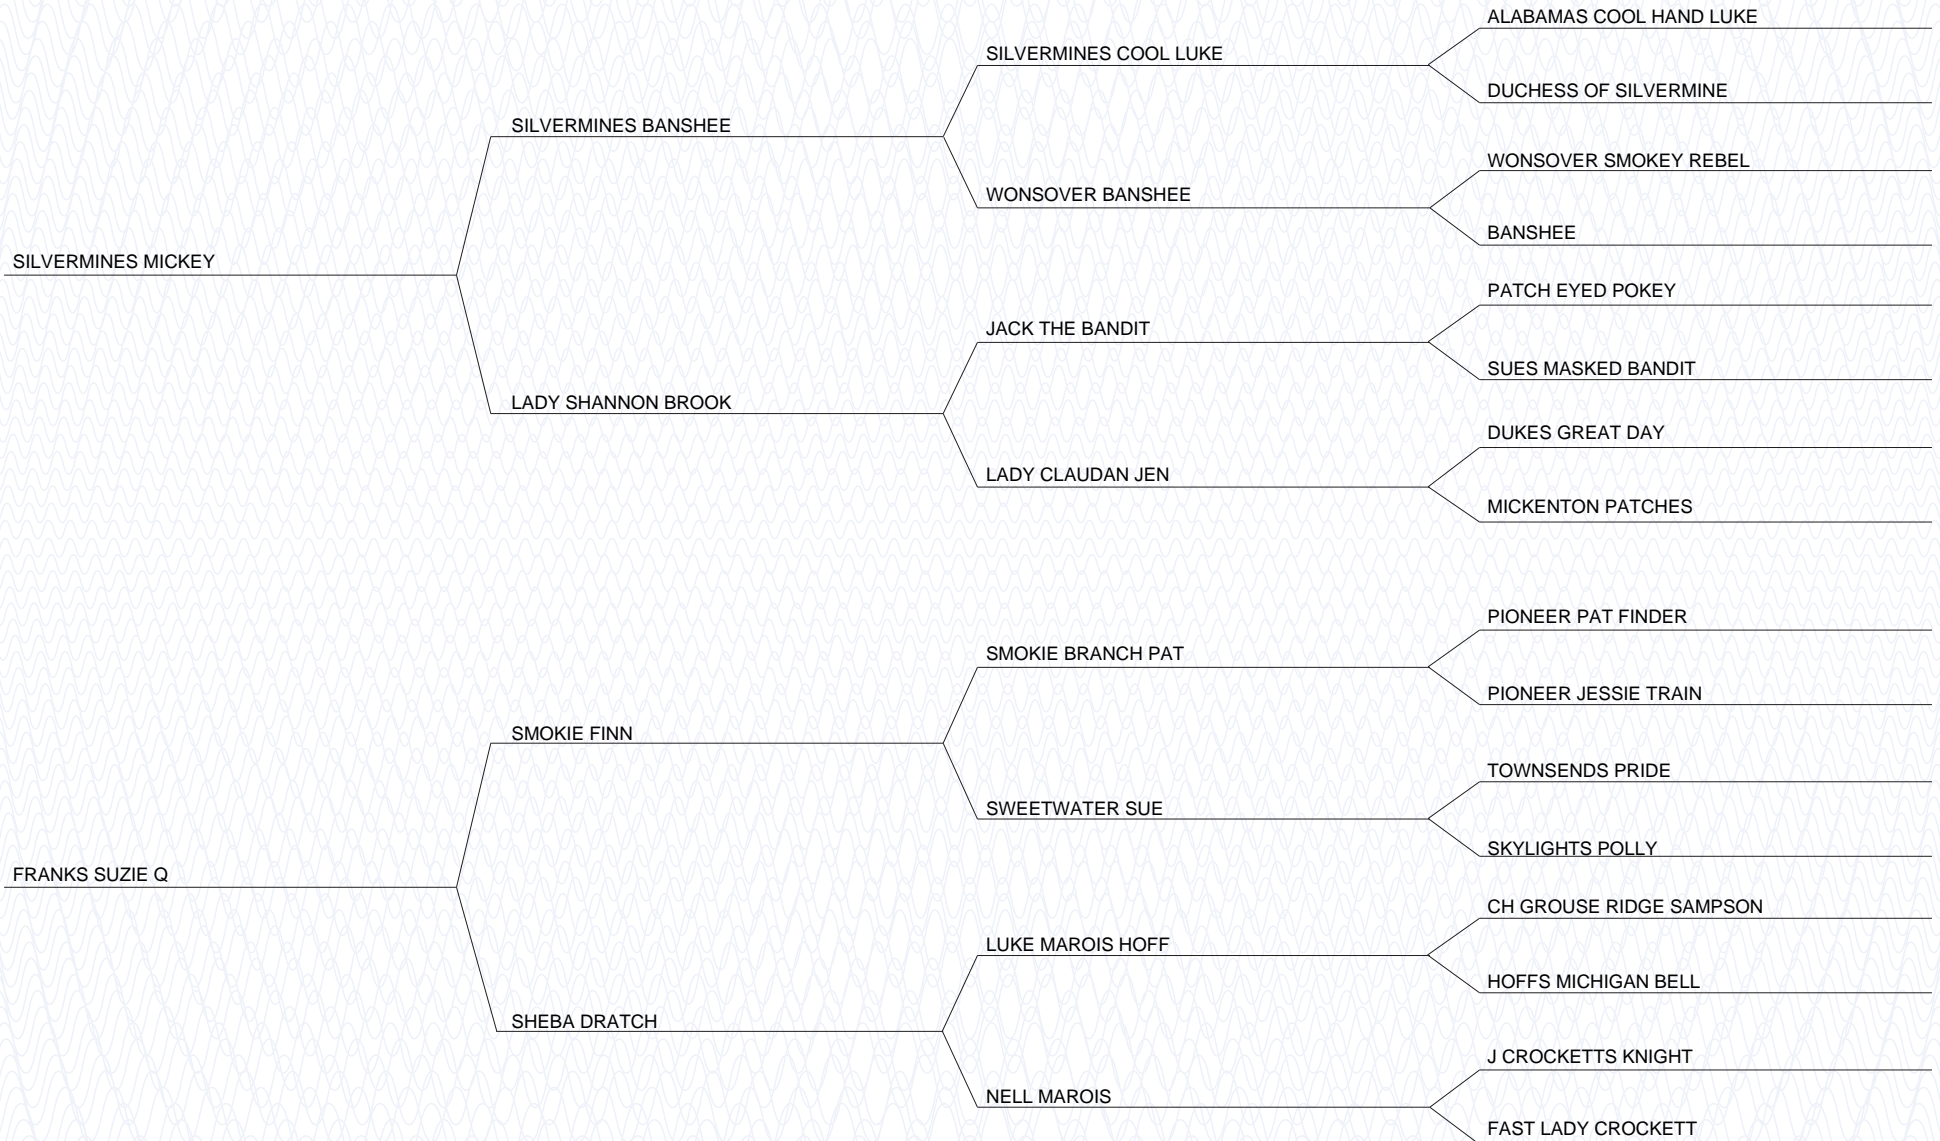 ALABAMAS COOL HAND LUKE
SILVERMINES COOL LUKE
DUCHESS OF SILVERMINE
SILVERMINES BANSHEE
WONSOVER SMOKEY REBEL
WONSOVER BANSHEE
BANSHEE
SILVERMINES MICKEY
PATCH EYED POKEY
JACK THE BANDIT
SUES MASKED BANDIT
LADY SHANNON BROOK
DUKES GREAT DAY
LADY CLAUDAN JEN
MICKENTON PATCHES
PIONEER PAT FINDER
SMOKIE BRANCH PAT
PIONEER JESSIE TRAIN
SMOKIE FINN
TOWNSENDS PRIDE
SWEETWATER SUE
SKYLIGHTS POLLY
FRANKS SUZIE Q
CH GROUSE RIDGE SAMPSON
LUKE MAROIS HOFF
HOFFS MICHIGAN BELL
SHEBA DRATCH
J CROCKETTS KNIGHT
NELL MAROIS
FAST LADY CROCKETT